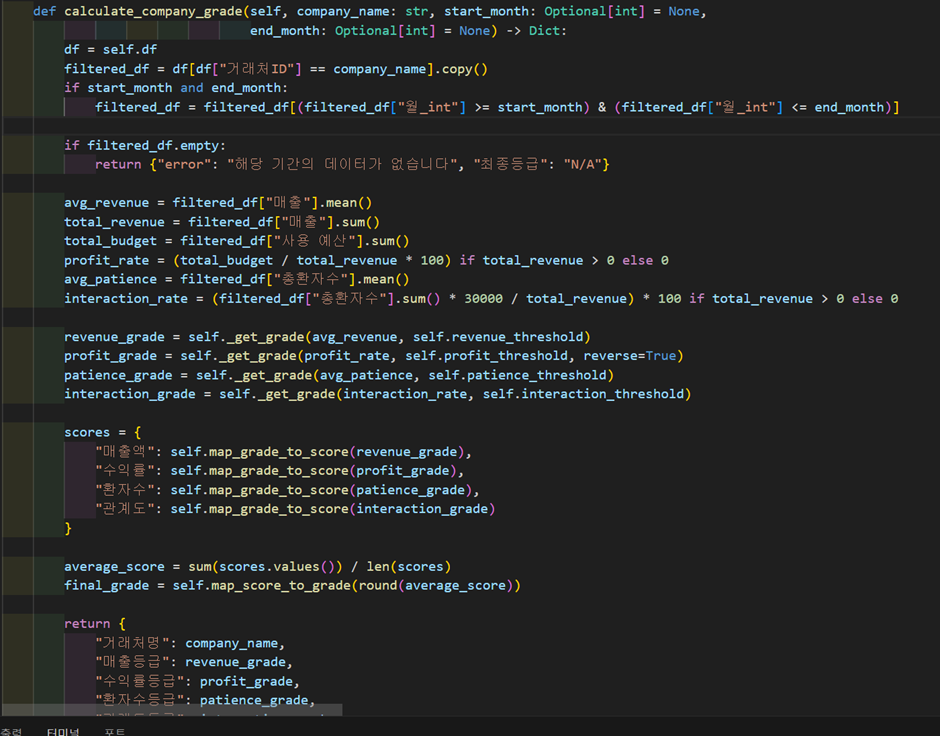 def calculate_company_grade(self, company_name: str, start_month: Optional[int] = None,
end_month: Optional[int] = None) -> Dict:
df = self.df
filtered_df = df[df["거래처ID"] == company_name].copy()
if start_month and end_month:
filtered_df = filtered_df[(filtered_df["월_int"] >= start_month) & (filtered_df["월_int"] <= end_month)]
if filtered_df.empty:
return {"error": "해당 기간의 데이터가 없습니다", "최종등급": "N/A"}
avg_revenue = filtered_df["매출"].mean()
total_revenue = filtered_df["매출"].sum()
total_budget = filtered_df["사용 예산"].sum()
profit_rate = (total_budget / total_revenue * 100) if total_revenue > 0 else 0
avg_patience = filtered_df["총환자수"].mean()
interaction_rate = (filtered_df["총환자수"].sum() * 30000 / total_revenue) * 100 if total_revenue > 0 else 0
revenue_grade = self._get_grade(avg_revenue, self.revenue_threshold)
profit_grade = self._get_grade(profit_rate, self.profit_threshold, reverse=True)
patience_grade = self._get_grade(avg_patience, self.patience_threshold)
interaction_grade = self._get_grade(interaction_rate, self.interaction_threshold)
scores = {
"매출액": self.map_grade_to_score(revenue_grade),
"수익률": self.map_grade_to_score(profit_grade),
"환자수": self.map_grade_to_score(patience_grade),
"관계도": self.map_grade_to_score(interaction_grade)
}
average_score = sum(scores.values()) / len(scores)
final_grade = self.map_score_to_grade(round(average_score))
return {
"거래처명": company_name,
"매출등급": revenue_grade,
"수익률등급": profit_grade,
"환자수등급": patience_grade,
출력 터미널 포트